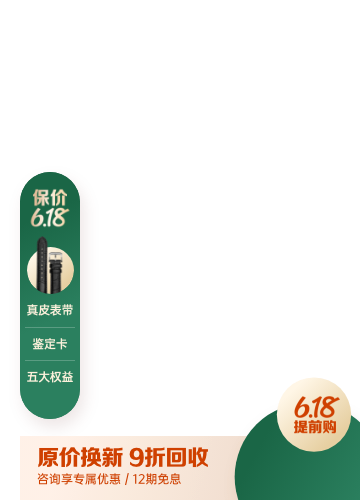 保价
6.18
真皮表带
鉴定卡
五大权益
6.18
提前购
原价换新 9折回收
咨询享专属优惠 / 12期免息